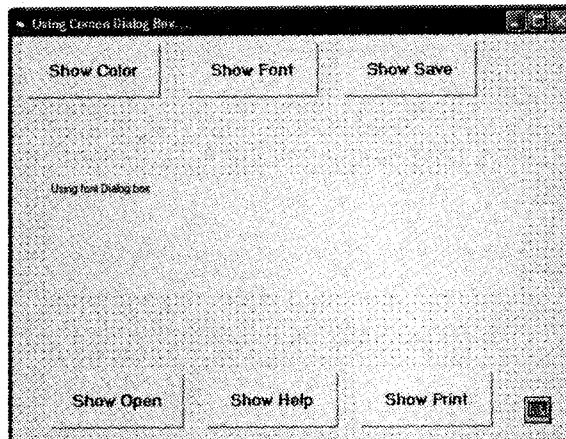 Using Comon Dialog Box...
Show Color Show Font Show Save
Using font Dialog box
Show Open Show Help Show Print